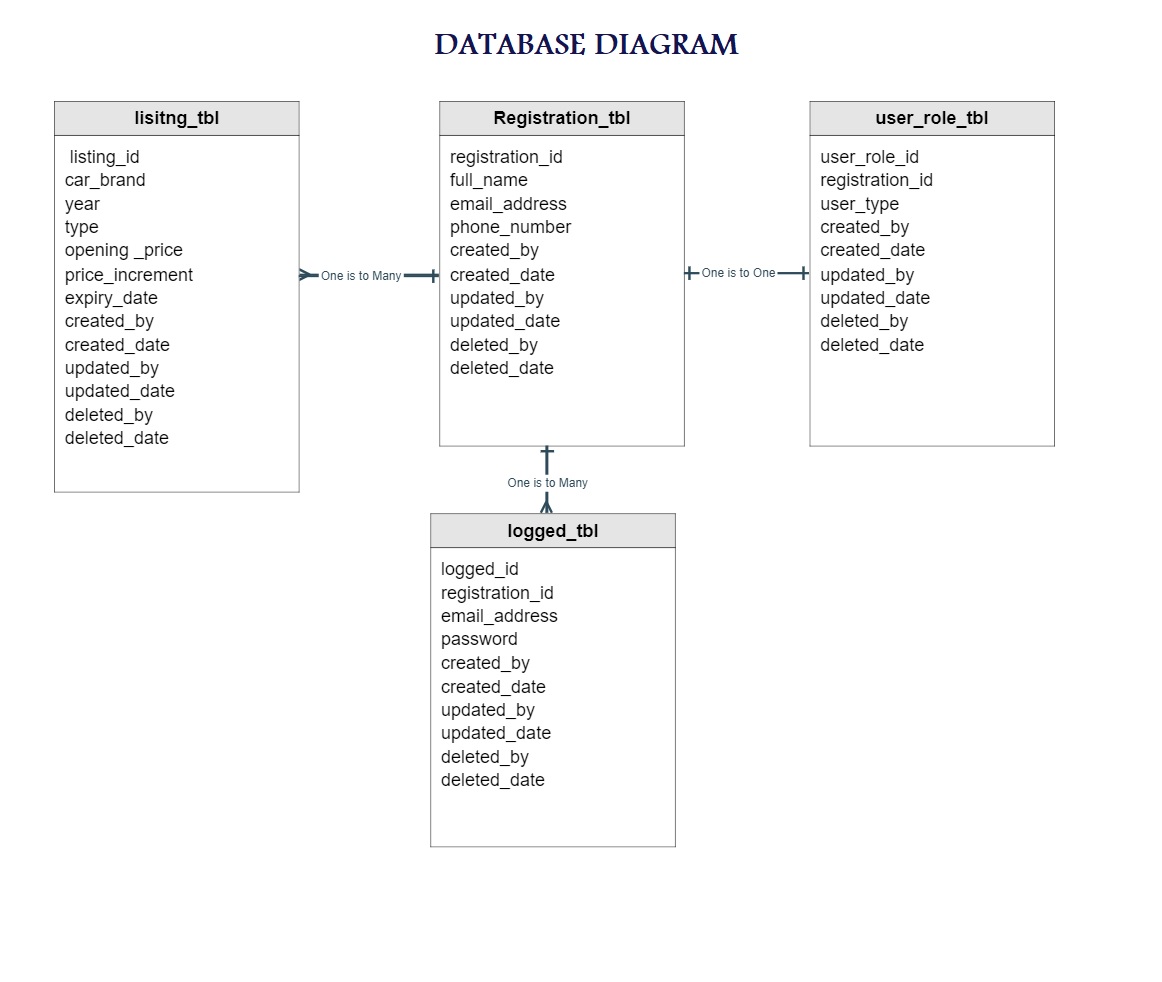 DATABASE DIAGRAM
lisitng_tbl
listing_id
car_brand
year
type
opening _price
price_increment
expiry_date
created_by
created_date
updated_by
updated_date
deleted_by
deleted_date
One is to Many
Registration_tbl
registration_id
full_name
email_address
phone_number
created_by
created_date
updated_by
updated_date
deleted_by
deleted_date
One is to One
user_role_tbl
user_role_id
registration_id
user_type
created_by
created_date
updated_by
updated_date
deleted_by
deleted_date
One is to Many
logged_tbl
logged_id
registration_id
email_address
password
created_by
created_date
updated_by
updated_date
deleted_by
deleted_date